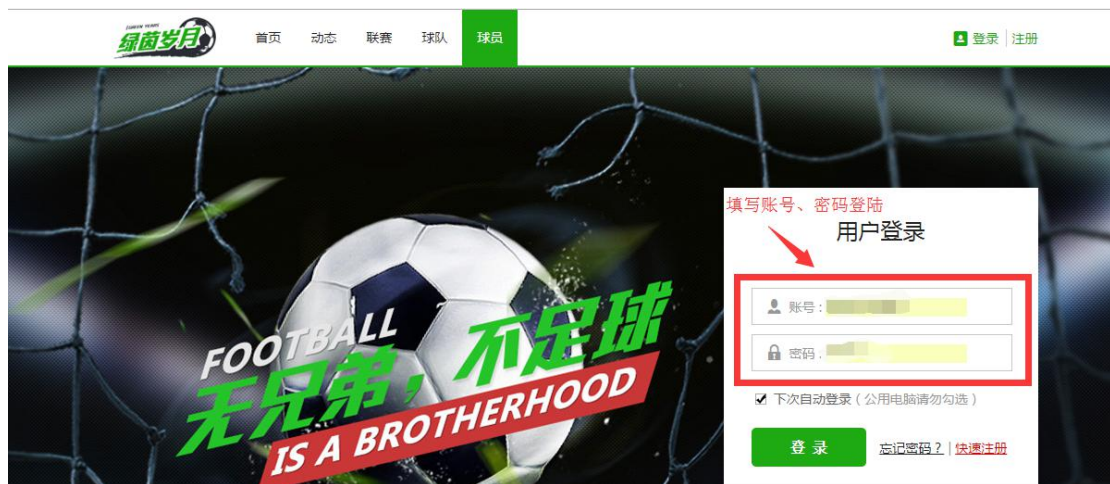 绿茵岁月
首页 动态 联赛 球队 球员 登录 注册
填写账号、密码登陆
用户登录
账号：
密码
下次自动登录（公用电脑请勿勾选）
登 录 忘记密码？ 快速注册
FOOTBALL
无兄弟，不足球
IS A BROTHERHOOD